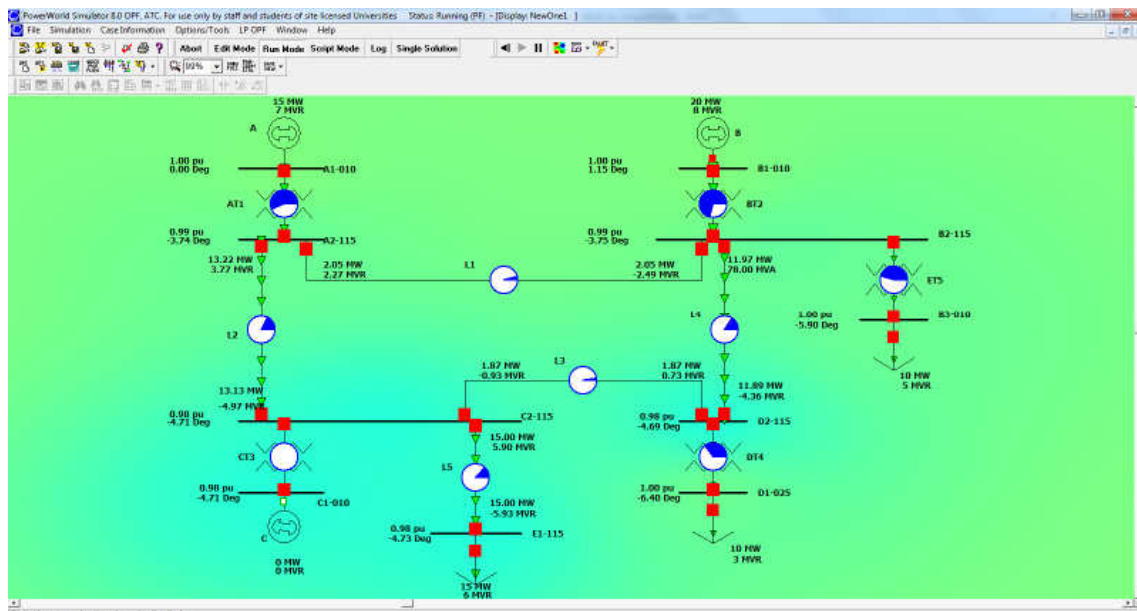 PowerWorld Simulator 8.0 OPF, ATC. For use only by staff and students of site licensed Universities Status: Running (PF) - [Display: NewOne1 ]
File Simulation Case Information Options/Tools LP OPF Window Help
Abort Edit Mode Run Mode Script Mode Log Single Solution
99%
15 MW
7 MVR
A
1.00 pu
0.00 Deg
A1-010
AT1
0.99 pu
-3.74 Deg
A2-115
20 MW
8 MVR
B
1.00 pu
1.15 Deg
B1-010
BT2
0.99 pu
-3.75 Deg
B2-115
13.22 MW
3.77 MVR
2.05 MW
2.27 MVR
L1
2.05 MW
-2.49 MVR
11.97 MW
78.00 MVA
ET5
1.00 pu
-5.90 Deg
B3-010
10 MW
5 MVR
L2
L4
13.13 MW
-4.97 MVR
1.87 MW
-0.93 MVR
L3
1.87 MW
0.73 MVR
11.89 MW
-4.36 MVR
0.98 pu
-4.71 Deg
C2-115
0.98 pu
-4.69 Deg
D2-115
CT3
15.00 MW
5.90 MVR
L5
DT4
0.98 pu
-4.71 Deg
C1-010
15.00 MW
-5.93 MVR
1.00 pu
-6.40 Deg
D1-025
C
0 MW
0 MVR
0.98 pu
-4.73 Deg
E1-115
15 MW
6 MVR
10 MW
3 MVR